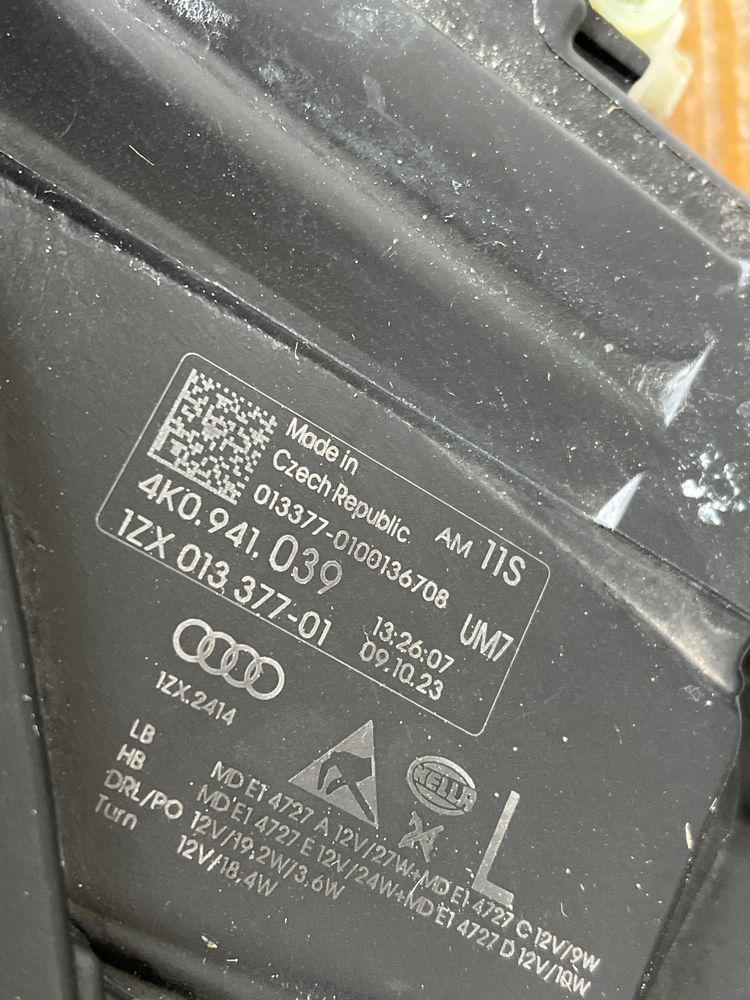 Made in
Czech Republic
013377-0100136708
AM 11S
4K0.941.039
1ZX 013 377-01
13:26:07
09.10.23
UM7
1ZX.2414
HELLA
L
LB MD E1 4727 A 12V/27W+MD E1 4727 C 12V/9W
HB MD E1 4727 E 12V/24W+MD E1 4727 D 12V/10W
DRL/PO 12V/19.2W/3.6W
Turn 12V/18.4W